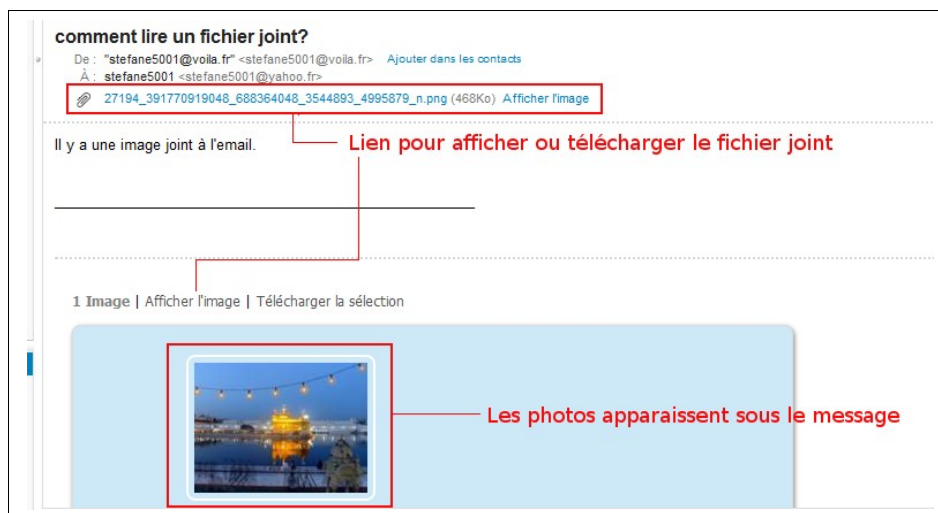 comment lire un fichier joint?
De : "stefane5001@voila.fr" <stefane5001@voila.fr> Ajouter dans les contacts
À : stefane5001 <stefane5001@yahoo.fr>
27194_391770919048_688364048_3544893_4995879_n.png (468Ko) Afficher l'image
Il y a une image joint à l'email.
Lien pour afficher ou télécharger le fichier joint
1 Image | Afficher l'image | Télécharger la sélection
Les photos apparaissent sous le message